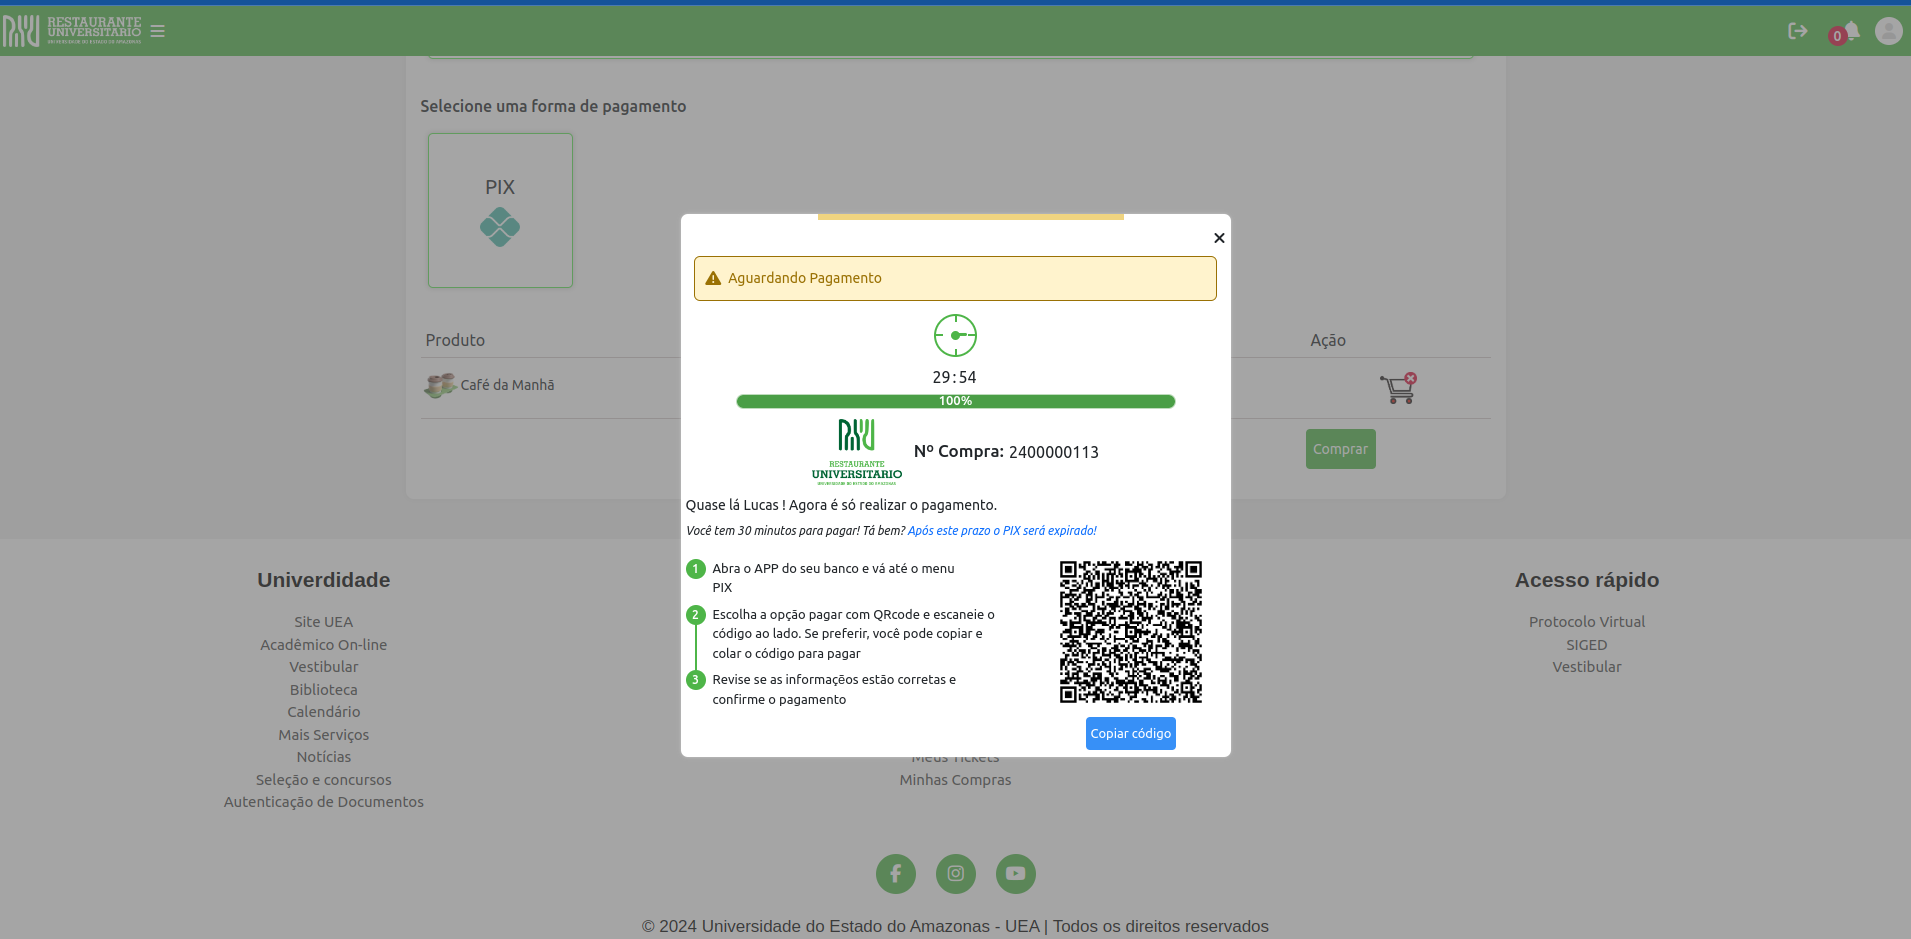 RESTAURANTE
UNIVERSITÁRIO
0
Selecione uma forma de pagamento
PIX
Produto
Ação
Café da Manhã
Comprar
Aguardando Pagamento
29:54
100%
RESTAURANTE
UNIVERSITÁRIO
UNIVERSIDADE DO ESTADO DO AMAZONAS
Nº Compra: 2400000113
Quase lá Lucas ! Agora é só realizar o pagamento.
Você tem 30 minutos para pagar! Tá bem? Após este prazo o PIX será expirado!
1 Abra o APP do seu banco e vá até o menu
PIX
2 Escolha a opção pagar com QRcode e escaneie o
código ao lado. Se preferir, você pode copiar e
colar o código para pagar
3 Revise se as informações estão corretas e
confirme o pagamento
Copiar código
Univerdidade
Site UEA
Acadêmico On-line
Vestibular
Biblioteca
Calendário
Mais Serviços
Notícias
Seleção e concursos
Autenticação de Documentos
Meus Tickets
Minhas Compras
Acesso rápido
Protocolo Virtual
SIGED
Vestibular
© 2024 Universidade do Estado do Amazonas - UEA | Todos os direitos reservados